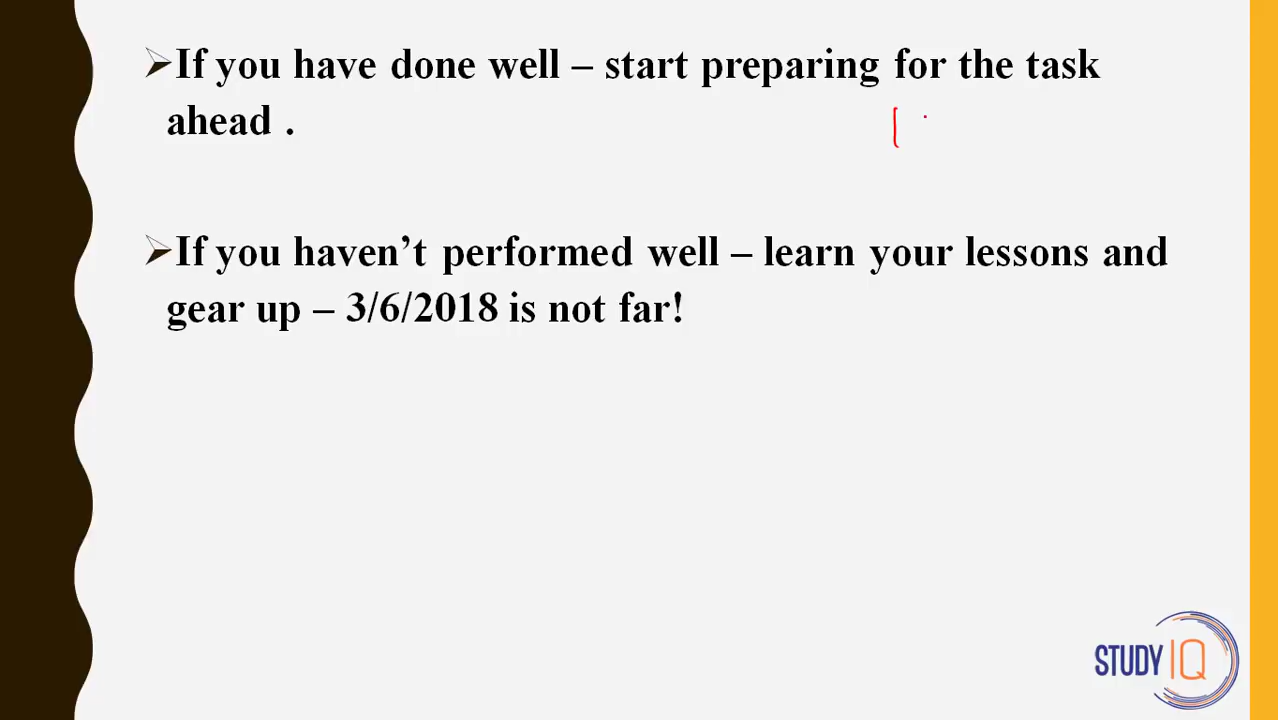 ➢If you have done well – start preparing for the task
ahead .
➢If you haven’t performed well – learn your lessons and
gear up – 3/6/2018 is not far!
STUDY IQ